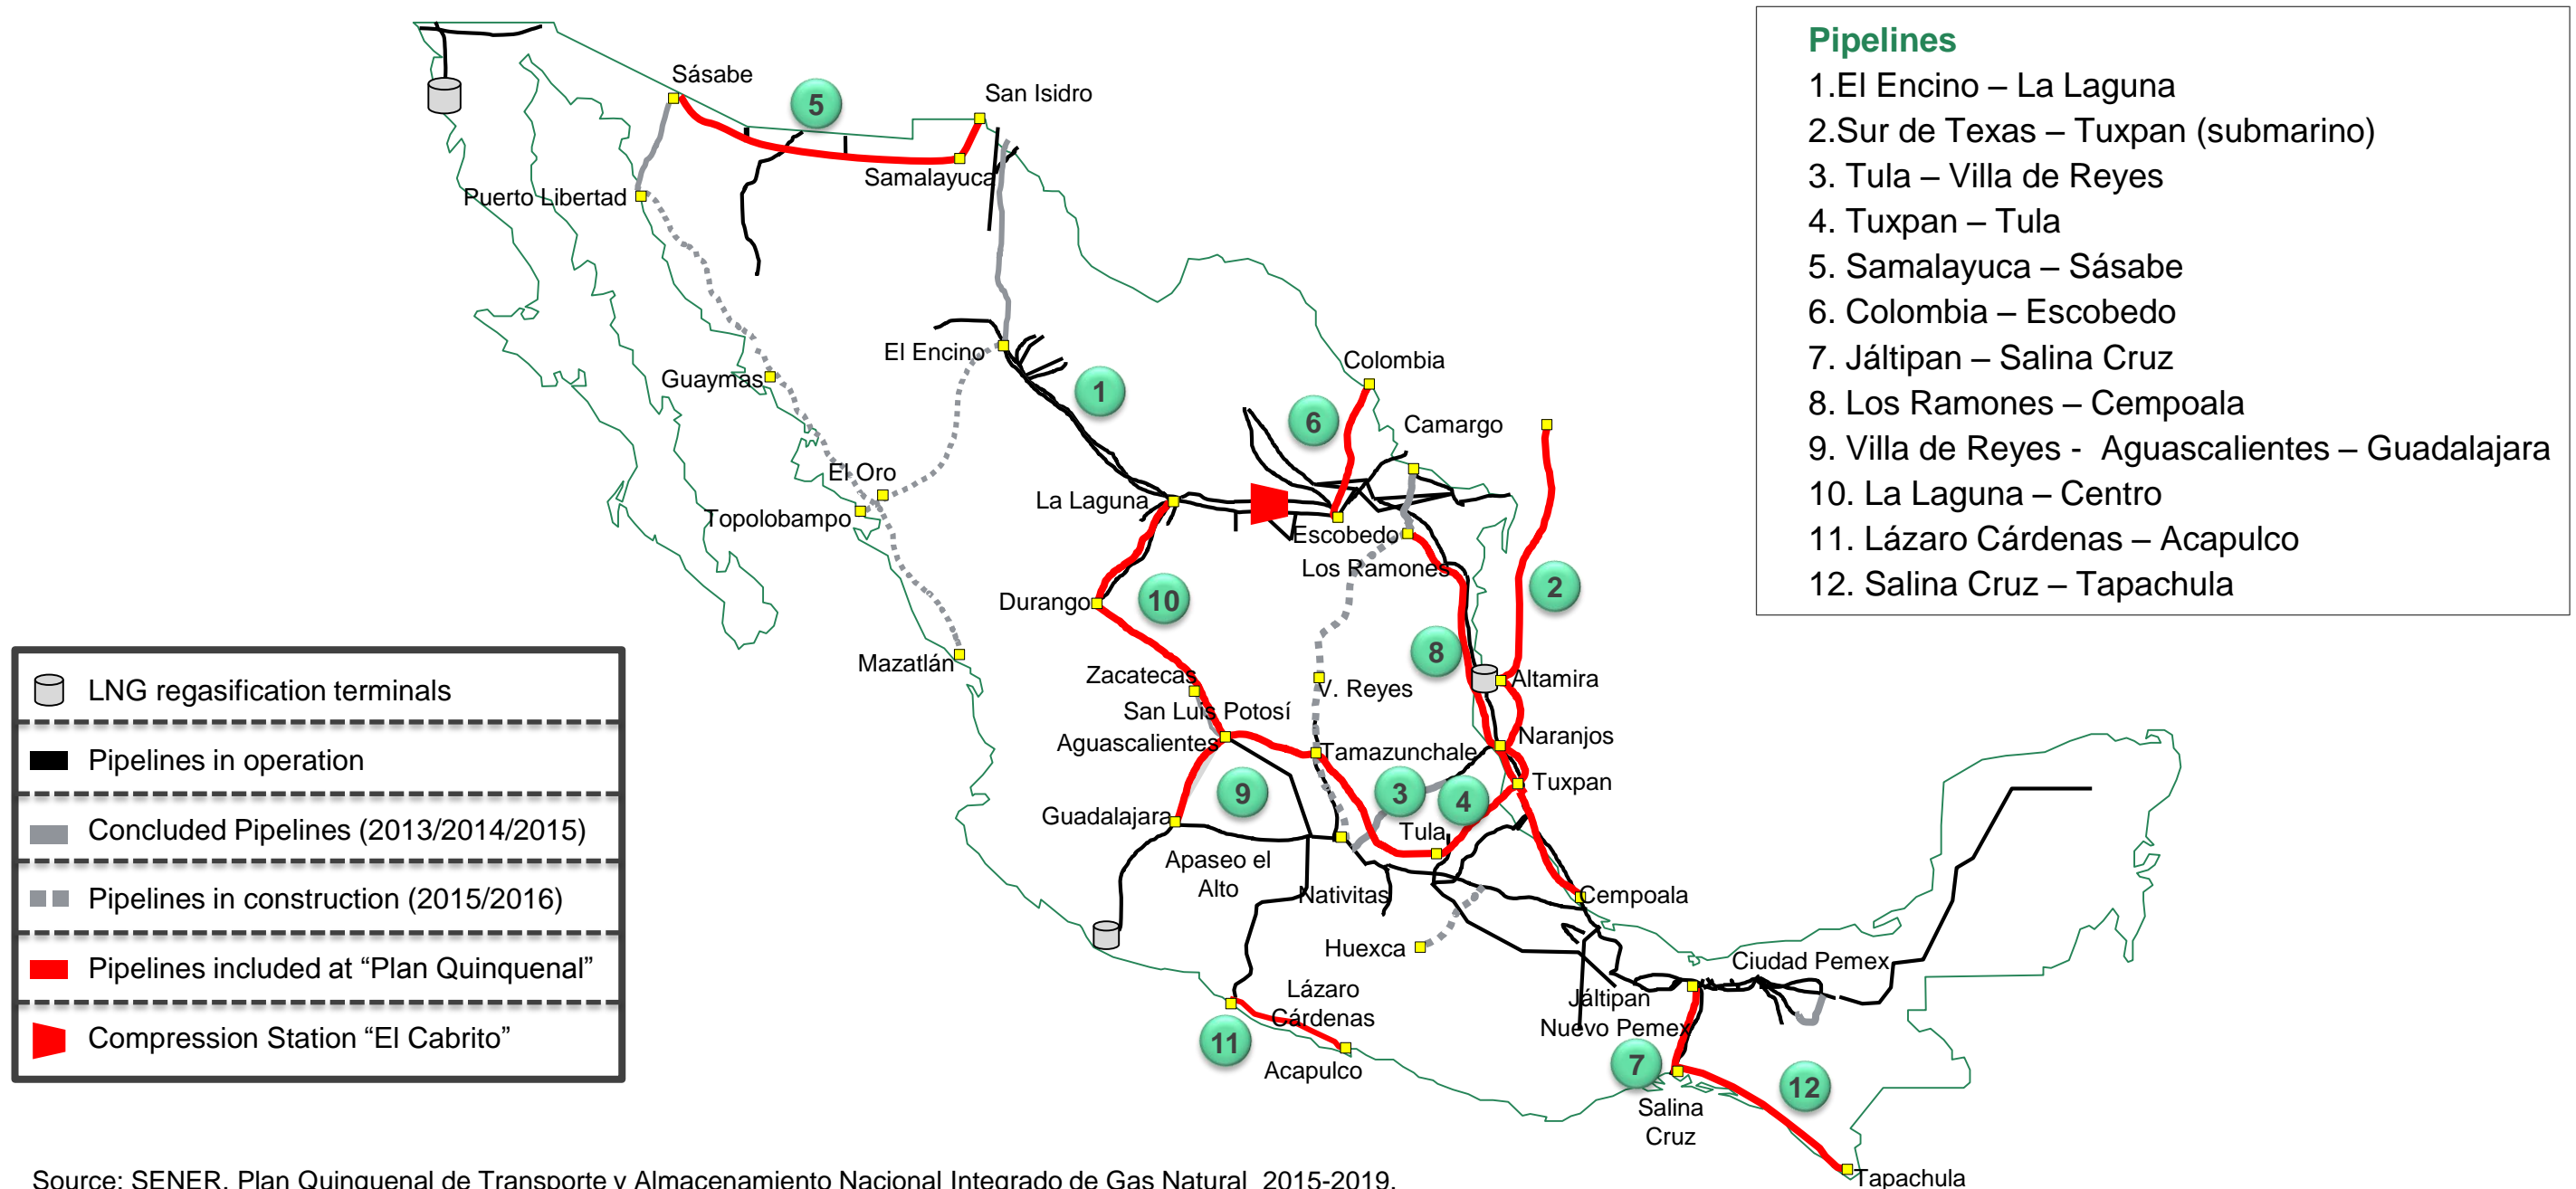 Pipelines
1.El Encino – La Laguna
2.Sur de Texas – Tuxpan (submarino)
3. Tula – Villa de Reyes
4. Tuxpan – Tula
5. Samalayuca – Sásabe
6. Colombia – Escobedo
7. Jáltipan – Salina Cruz
8. Los Ramones – Cempoala
9. Villa de Reyes - Aguascalientes – Guadalajara
10. La Laguna – Centro
11. Lázaro Cárdenas – Acapulco
12. Salina Cruz – Tapachula
Sásabe
5
San Isidro
Samalayuca
Puerto Libertad
El Encino
Guaymas
1
Colombia
6
Camargo
El Oro
La Laguna
Topolobampo
Escobedo
Los Ramones
2
Durango
10
8
Mazatlán
Zacatecas
V. Reyes
Altamira
San Luis Potosí
Aguascalientes
Tamazunchale
Naranjos
9
3
4
Tuxpan
Guadalajara
Tula
Apaseo el
Alto
Nativitas
Cempoala
Huexca
Ciudad Pemex
Lázaro
Cárdenas
Jáltipan
Nuevo Pemex
11
Acapulco
7
12
Salina
Cruz
Tapachula
LNG regasification terminals
Pipelines in operation
Concluded Pipelines (2013/2014/2015)
Pipelines in construction (2015/2016)
Pipelines included at “Plan Quinquenal”
Compression Station “El Cabrito”
Source: SENER. Plan Quinquenal de Transporte y Almacenamiento Nacional Integrado de Gas Natural 2015-2019.